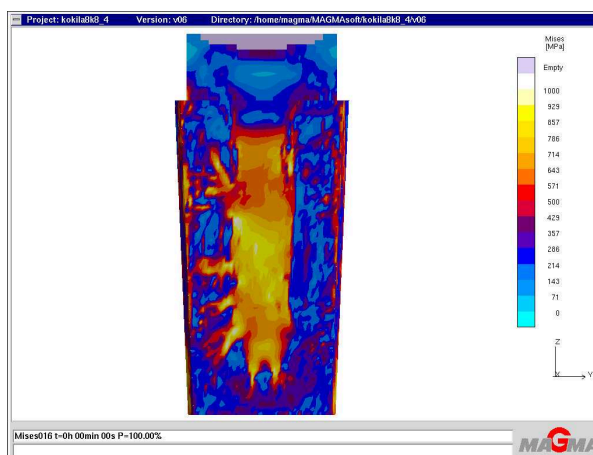 Project: kokila8k8_4 Version: v06 Directory: /home/magma/MAGMAsoft/kokila8k8_4/v06
Mises
[MPa]
Empty
1000
929
857
786
714
643
571
500
429
357
286
214
143
71
0
Z
X Y
Mises016 t=0h 00min 00s P=100.00%
MAGMA